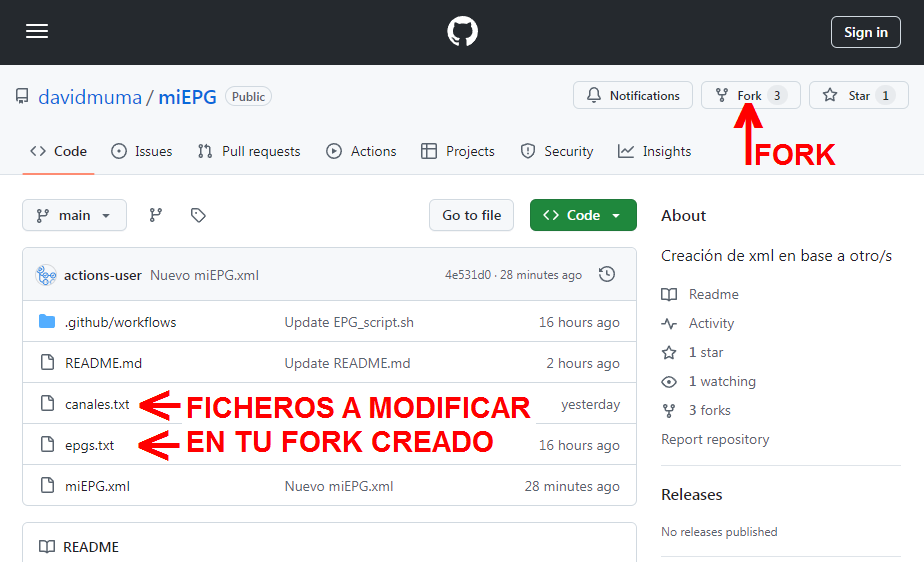 Sign in
davidmuma / miEPG Public
Notifications Fork 3 Star 1
Code Issues Pull requests Actions Projects Security Insights
FORK
main Go to file Code
About
Creación de xml en base a otro/s
actions-user Nuevo miEPG.xml 4e531d0 · 28 minutes ago
.github/workflows Update EPG_script.sh 16 hours ago
README.md Update README.md 2 hours ago
canales.txt yesterday
epgs.txt 16 hours ago
FICHEROS A MODIFICAR
EN TU FORK CREADO
miEPG.xml Nuevo miEPG.xml 28 minutes ago
README
Readme
Activity
1 star
1 watching
3 forks
Report repository
Releases
No releases published